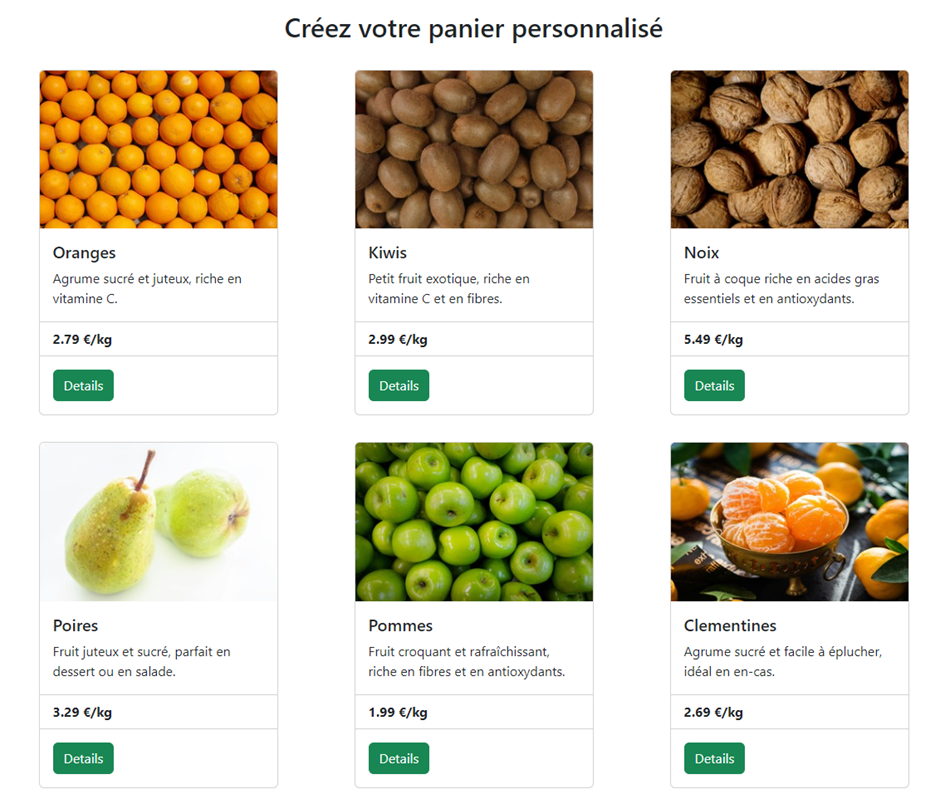 Créez votre panier personnalisé
Oranges
Agrume sucré et juteux, riche en
vitamine C.
2.79 €/kg
Details
Kiwis
Petit fruit exotique, riche en
vitamine C et en fibres.
2.99 €/kg
Details
Noix
Fruit à coque riche en acides gras
essentiels et en antioxydants.
5.49 €/kg
Details
Poires
Fruit juteux et sucré, parfait en
dessert ou en salade.
3.29 €/kg
Details
Pommes
Fruit croquant et rafraîchissant,
riche en fibres et en antioxydants.
1.99 €/kg
Details
Clementines
Agrume sucré et facile à éplucher,
idéal en en-cas.
2.69 €/kg
Details